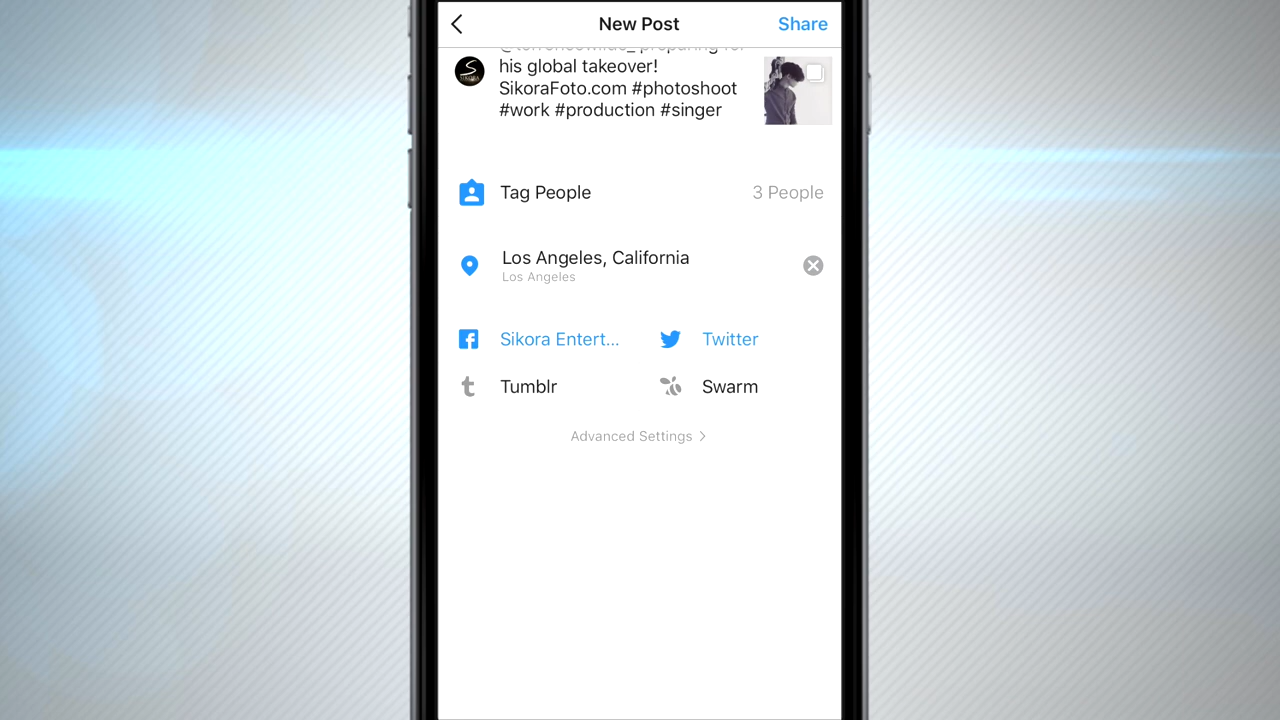 New Post
Share
his global takeover!
SikoraFoto.com #photoshoot
#work #production #singer
Tag People
3 People
Los Angeles, California
Los Angeles
Sikora Entert...
Twitter
Tumblr
Swarm
Advanced Settings